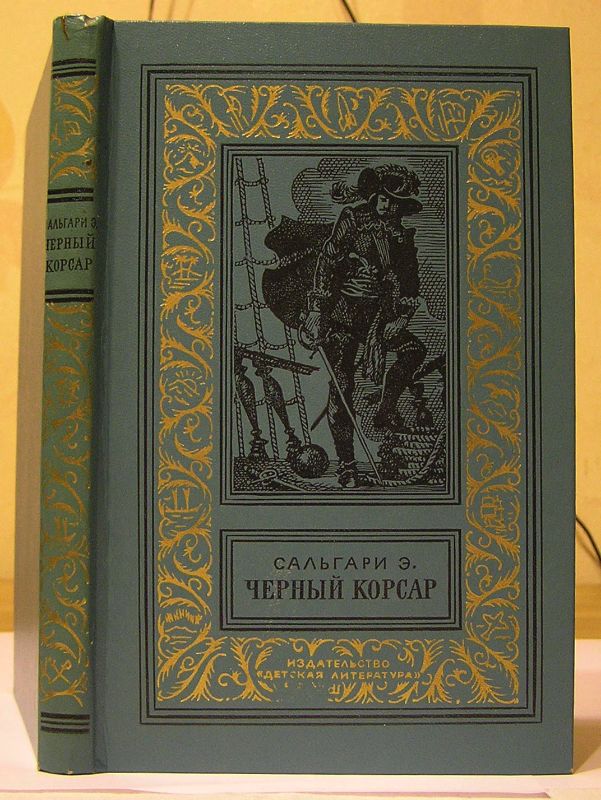 САЛЬГАРИ Э.
ЧЕРНЫЙ
КОРСАР
САЛЬГАРИ Э.
ЧЕРНЫЙ КОРСАР
ИЗДАТЕЛЬСТВО
«ДЕТСКАЯ ЛИТЕРАТУРА»